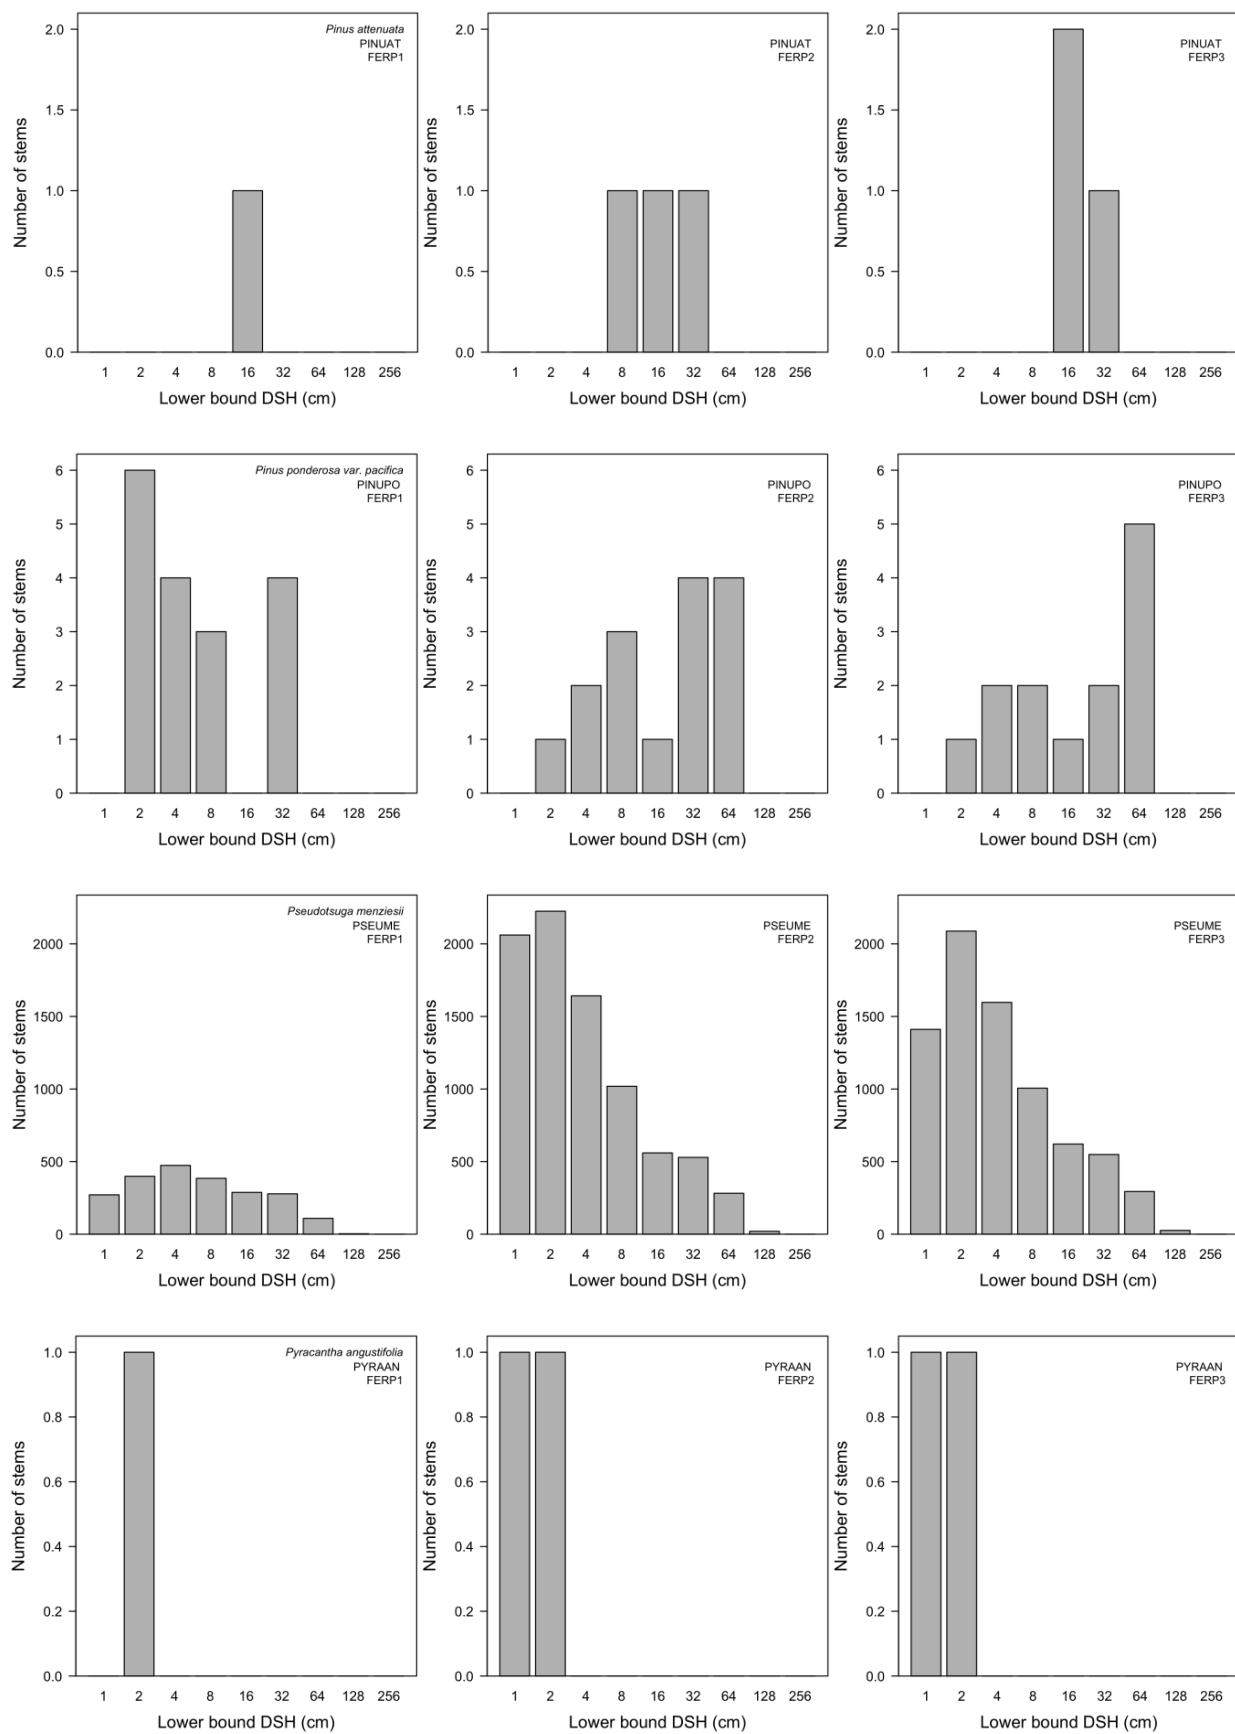 Pinus attenuata
PINUAT
FERP1
Number of stems
2.0
1.5
1.0
0.5
0.0
1 2 4 8 16 32 64 128 256
Lower bound DSH (cm)
PINUAT
FERP2
Number of stems
2.0
1.5
1.0
0.5
0.0
1 2 4 8 16 32 64 128 256
Lower bound DSH (cm)
PINUAT
FERP3
Number of stems
2.0
1.5
1.0
0.5
0.0
1 2 4 8 16 32 64 128 256
Lower bound DSH (cm)
Pinus ponderosa var. pacifica
PINUPO
FERP1
Number of stems
6
5
4
3
2
1
0
1 2 4 8 16 32 64 128 256
Lower bound DSH (cm)
PINUPO
FERP2
Number of stems
6
5
4
3
2
1
0
1 2 4 8 16 32 64 128 256
Lower bound DSH (cm)
PINUPO
FERP3
Number of stems
6
5
4
3
2
1
0
1 2 4 8 16 32 64 128 256
Lower bound DSH (cm)
Pseudotsuga menziesii
PSEUME
FERP1
Number of stems
2000
1500
1000
500
0
1 2 4 8 16 32 64 128 256
Lower bound DSH (cm)
PSEUME
FERP2
Number of stems
2000
1500
1000
500
0
1 2 4 8 16 32 64 128 256
Lower bound DSH (cm)
PSEUME
FERP3
Number of stems
2000
1500
1000
500
0
1 2 4 8 16 32 64 128 256
Lower bound DSH (cm)
Pyracantha angustifolia
PYRAAN
FERP1
Number of stems
1.0
0.8
0.6
0.4
0.2
0.0
1 2 4 8 16 32 64 128 256
Lower bound DSH (cm)
PYRAAN
FERP2
Number of stems
1.0
0.8
0.6
0.4
0.2
0.0
1 2 4 8 16 32 64 128 256
Lower bound DSH (cm)
PYRAAN
FERP3
Number of stems
1.0
0.8
0.6
0.4
0.2
0.0
1 2 4 8 16 32 64 128 256
Lower bound DSH (cm)